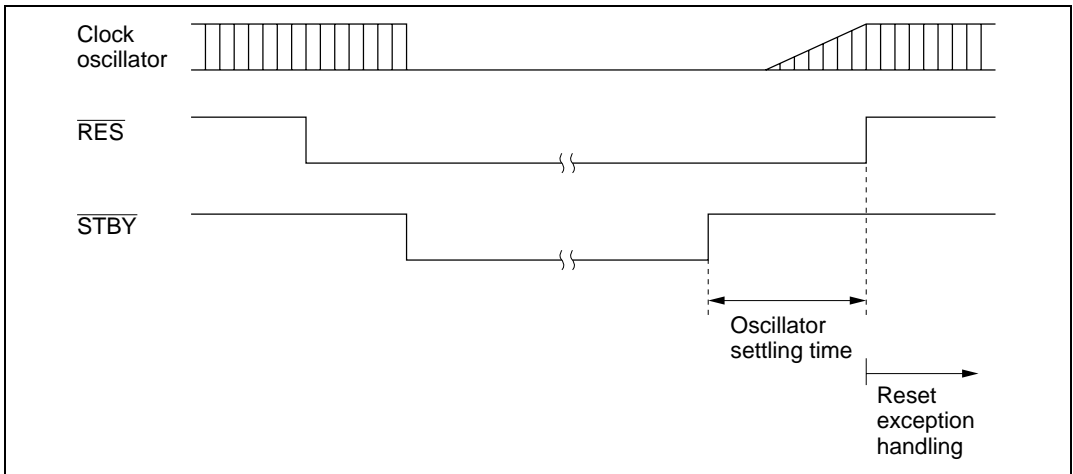 Clock
oscillator
RES
STBY
Oscillator
settling time
Reset
exception
handling